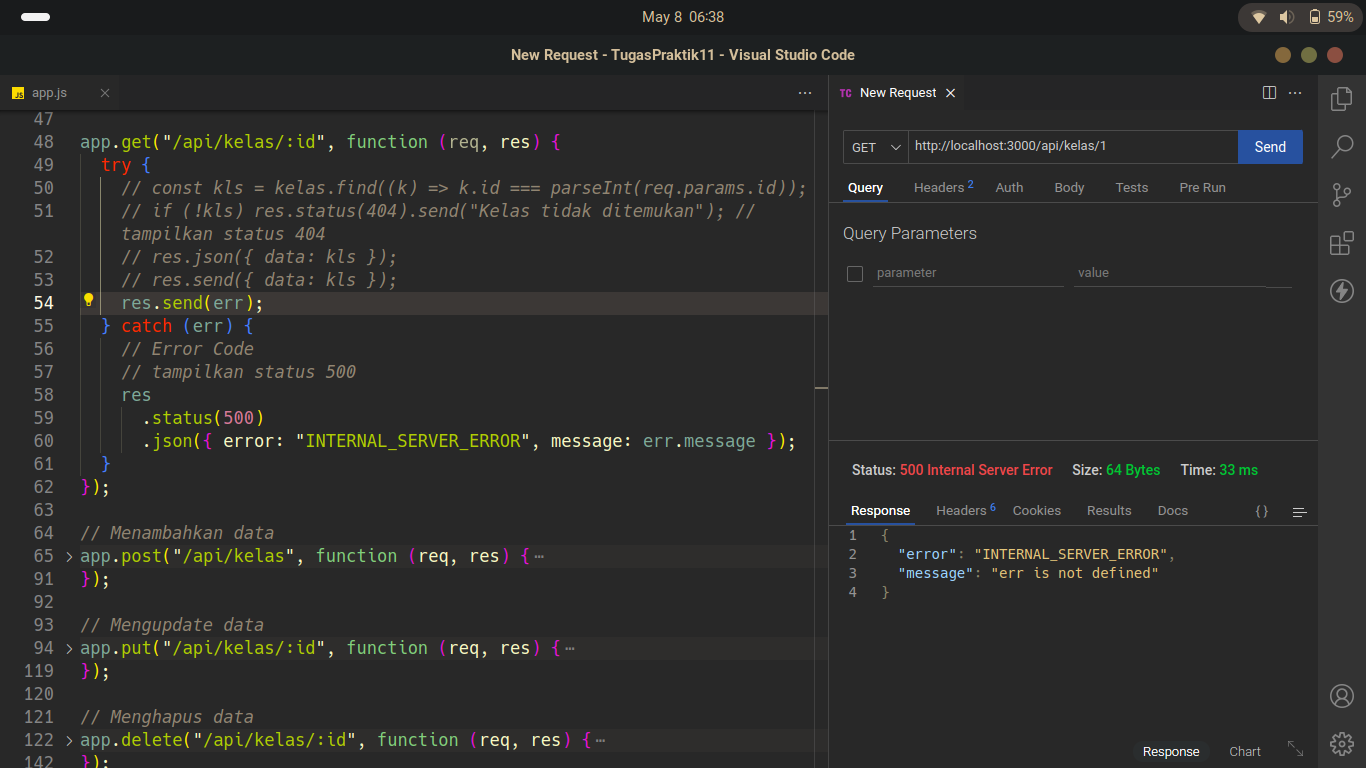 May 8 06:38
59%
New Request - TugasPraktik11 - Visual Studio Code
JS app.js
47
48 app.get("/api/kelas/:id", function (req, res) {
49 try {
50 // const kls = kelas.find((k) => k.id === parseInt(req.params.id));
51 // if (!kls) res.status(404).send("Kelas tidak ditemukan"); //
tampilkan status 404
52 // res.json({ data: kls });
53 // res.send({ data: kls });
54 res.send(err);
55 } catch (err) {
56 // Error Code
57 // tampilkan status 500
58 res
59 .status(500)
60 .json({ error: "INTERNAL_SERVER_ERROR", message: err.message });
61 }
62 });
63
64 // Menambahkan data
65 app.post("/api/kelas", function (req, res) { ⋯
91 });
92
93 // Mengupdate data
94 app.put("/api/kelas/:id", function (req, res) { ⋯
119 });
120
121 // Menghapus data
122 app.delete("/api/kelas/:id", function (req, res) { ⋯
142 });
TC New Request
GET http://localhost:3000/api/kelas/1 Send
Query Headers 2 Auth Body Tests Pre Run
Query Parameters
parameter value
Status: 500 Internal Server Error Size: 64 Bytes Time: 33 ms
Response Headers 6 Cookies Results Docs {}
1 {
2 "error": "INTERNAL_SERVER_ERROR",
3 "message": "err is not defined"
4 }
Response Chart